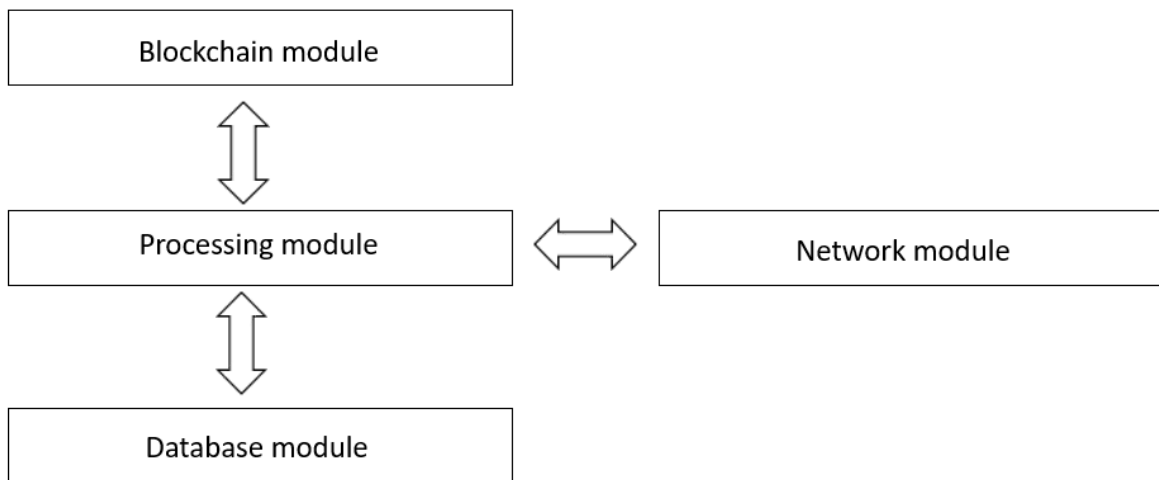 Blockchain module
Processing module
Network module
Database module